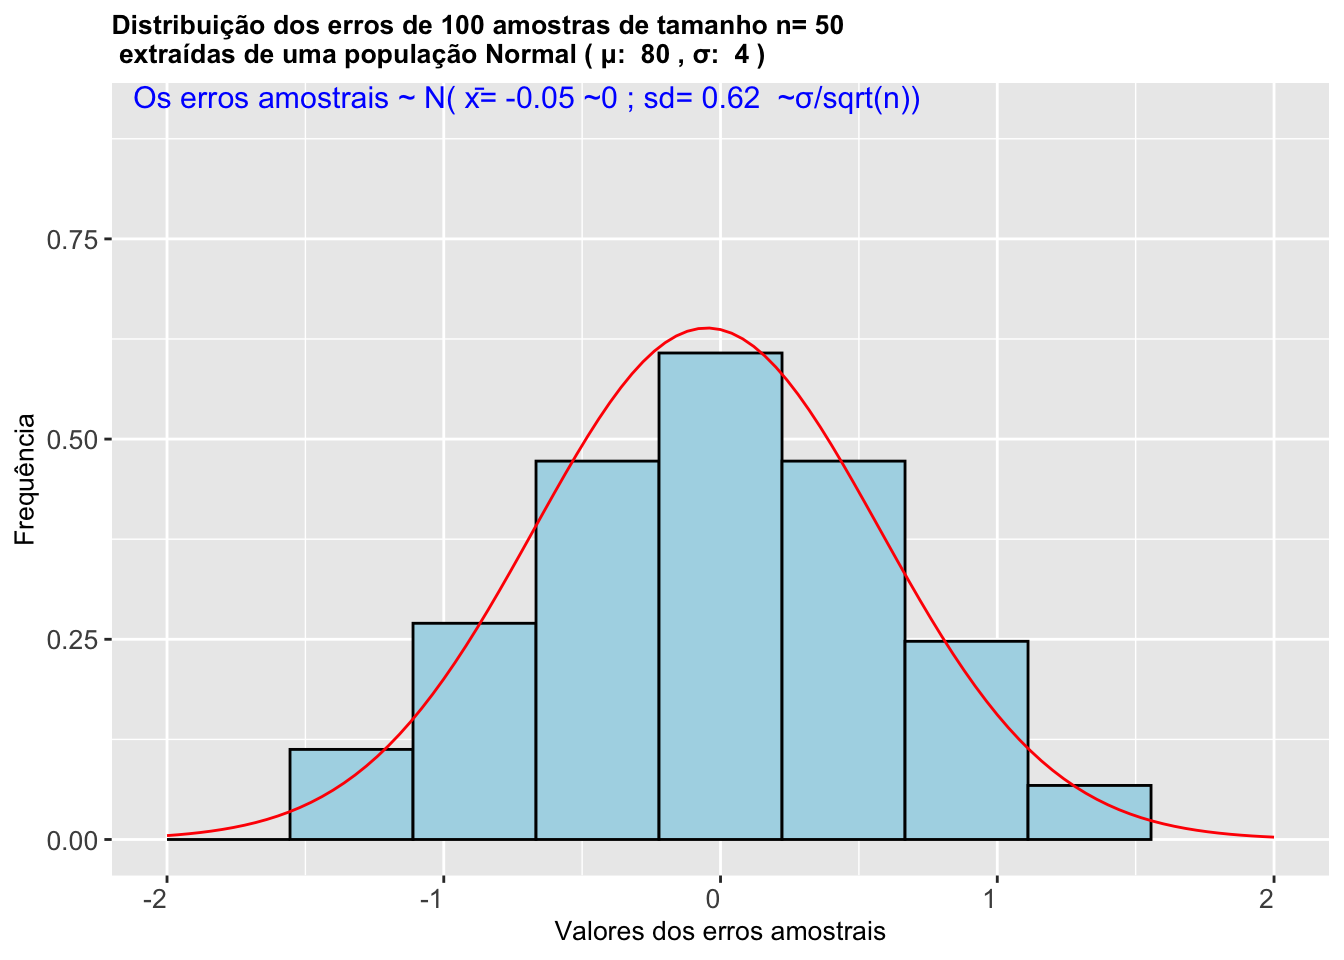 Distribuição dos erros de 100 amostras de tamanho n= 50
extraídas de uma população Normal ( μ:  80 , σ:  4 )
Os erros amostrais ~ N( x̄= -0.05 ~0 ; sd= 0.62  ~σ/sqrt(n))
Frequência
0.75
0.50
0.25
0.00
-2 -1 0 1 2
Valores dos erros amostrais